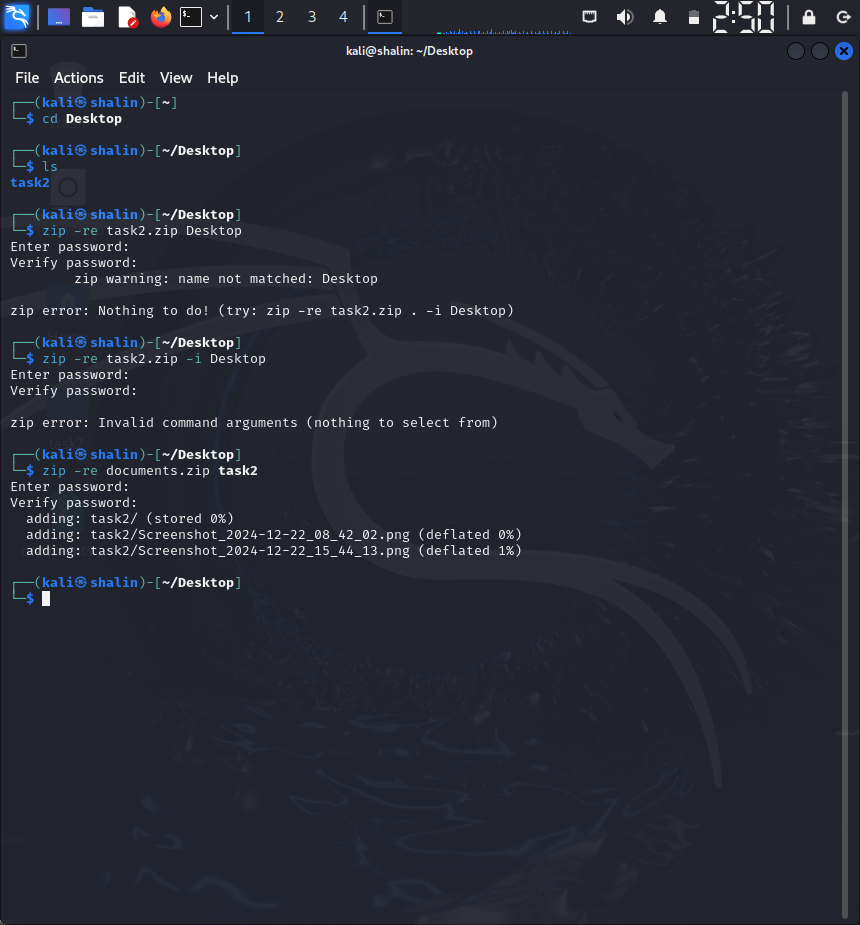 1 2 3 4 2:50
kali@shalin: ~/Desktop
File Actions Edit View Help
┌──(kali㉿shalin)-[~]
└─$ cd Desktop
┌──(kali㉿shalin)-[~/Desktop]
└─$ ls
task2
┌──(kali㉿shalin)-[~/Desktop]
└─$ zip -re task2.zip Desktop
Enter password:
Verify password:
zip warning: name not matched: Desktop
zip error: Nothing to do! (try: zip -re task2.zip . -i Desktop)
┌──(kali㉿shalin)-[~/Desktop]
└─$ zip -re task2.zip -i Desktop
Enter password:
Verify password:
zip error: Invalid command arguments (nothing to select from)
┌──(kali㉿shalin)-[~/Desktop]
└─$ zip -re documents.zip task2
Enter password:
Verify password:
adding: task2/ (stored 0%)
adding: task2/Screenshot_2024-12-22_08_42_02.png (deflated 0%)
adding: task2/Screenshot_2024-12-22_15_44_13.png (deflated 1%)
┌──(kali㉿shalin)-[~/Desktop]
└─$
task2